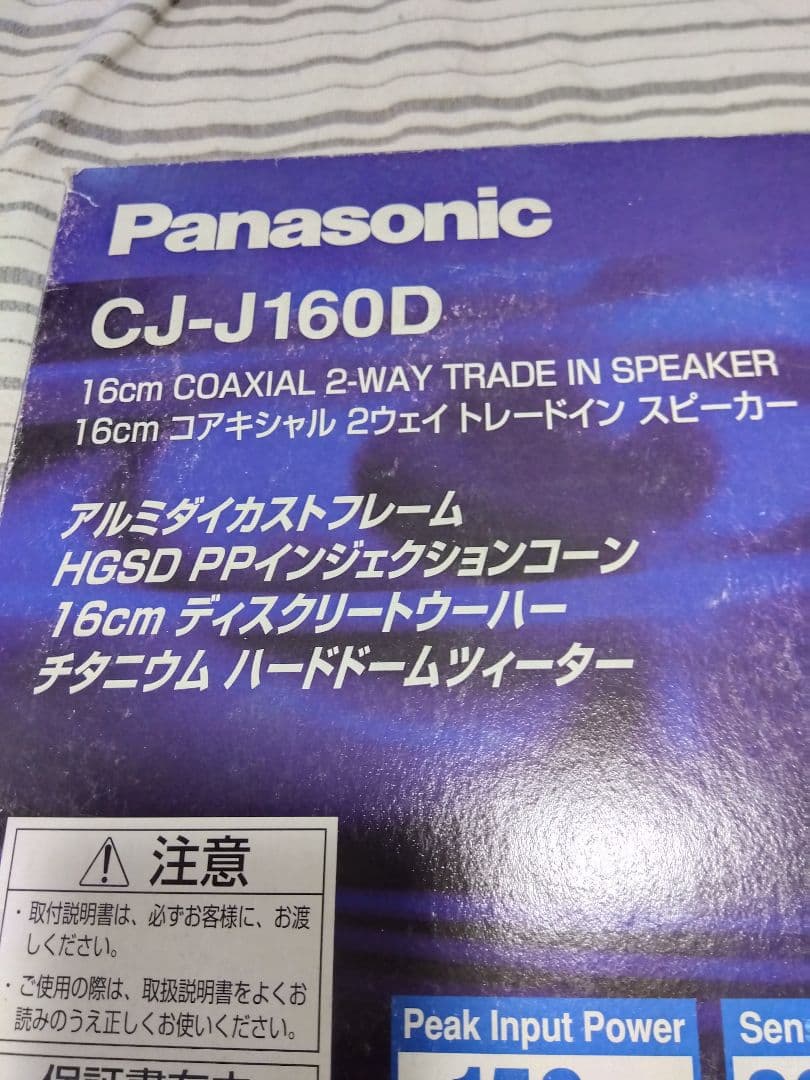 Panasonic
CJ-J160D
16cm COAXIAL 2-WAY TRADE IN SPEAKER
16cm コアキシャル 2ウェイトレードイン スピーカー
アルミダイカストフレーム
HGSD PPインジェクションコーン
16cm ディスクリートウーハー
チタニウム ハードドームツィーター
注意
・取付説明書は、必ずお客様に、お渡
しください。
・ご使用の際は、取扱説明書をよくお
読みのうえ正しくお使いください。
Peak Input Power